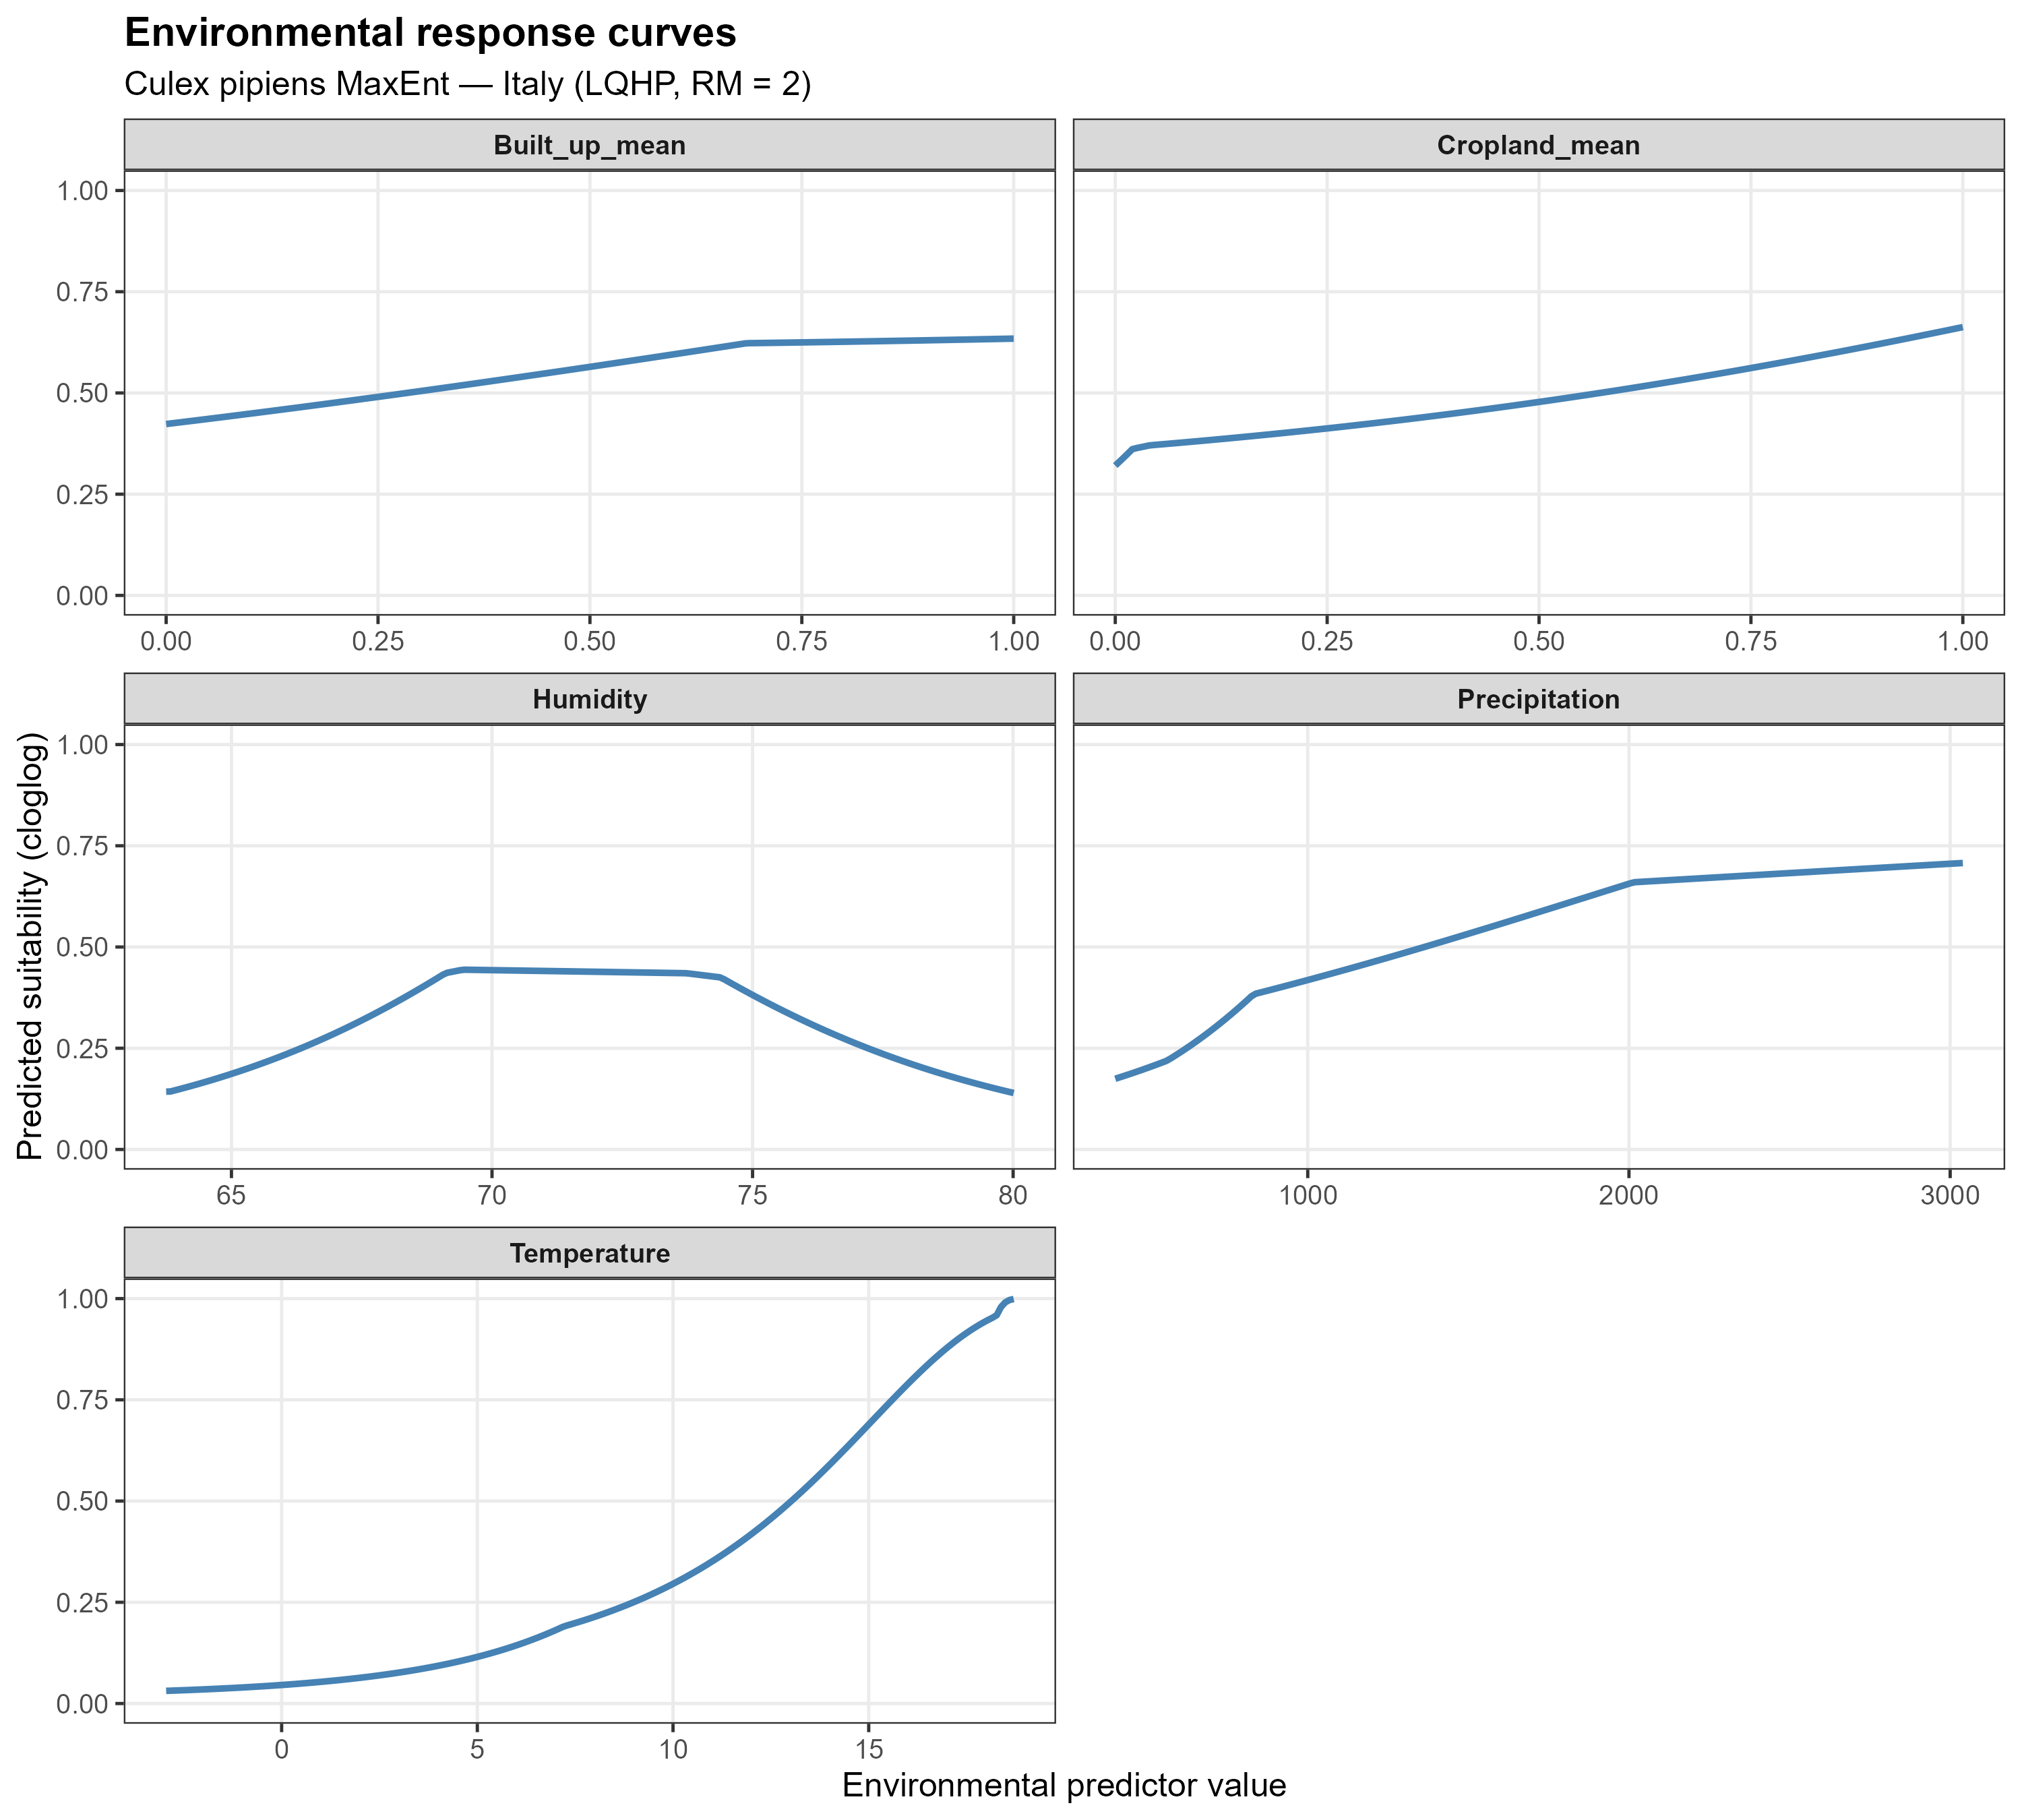 Environmental response curves
Culex pipiens MaxEnt — Italy (LQHP, RM = 2)
Built_up_mean
Cropland_mean
1.00
0.75
0.50
0.25
0.00
0.00 0.25 0.50 0.75 1.00
0.00 0.25 0.50 0.75 1.00
Humidity
Precipitation
Predicted suitability (cloglog)
1.00
0.75
0.50
0.25
0.00
65 70 75 80
1000 2000 3000
Temperature
1.00
0.75
0.50
0.25
0.00
0 5 10 15
Environmental predictor value